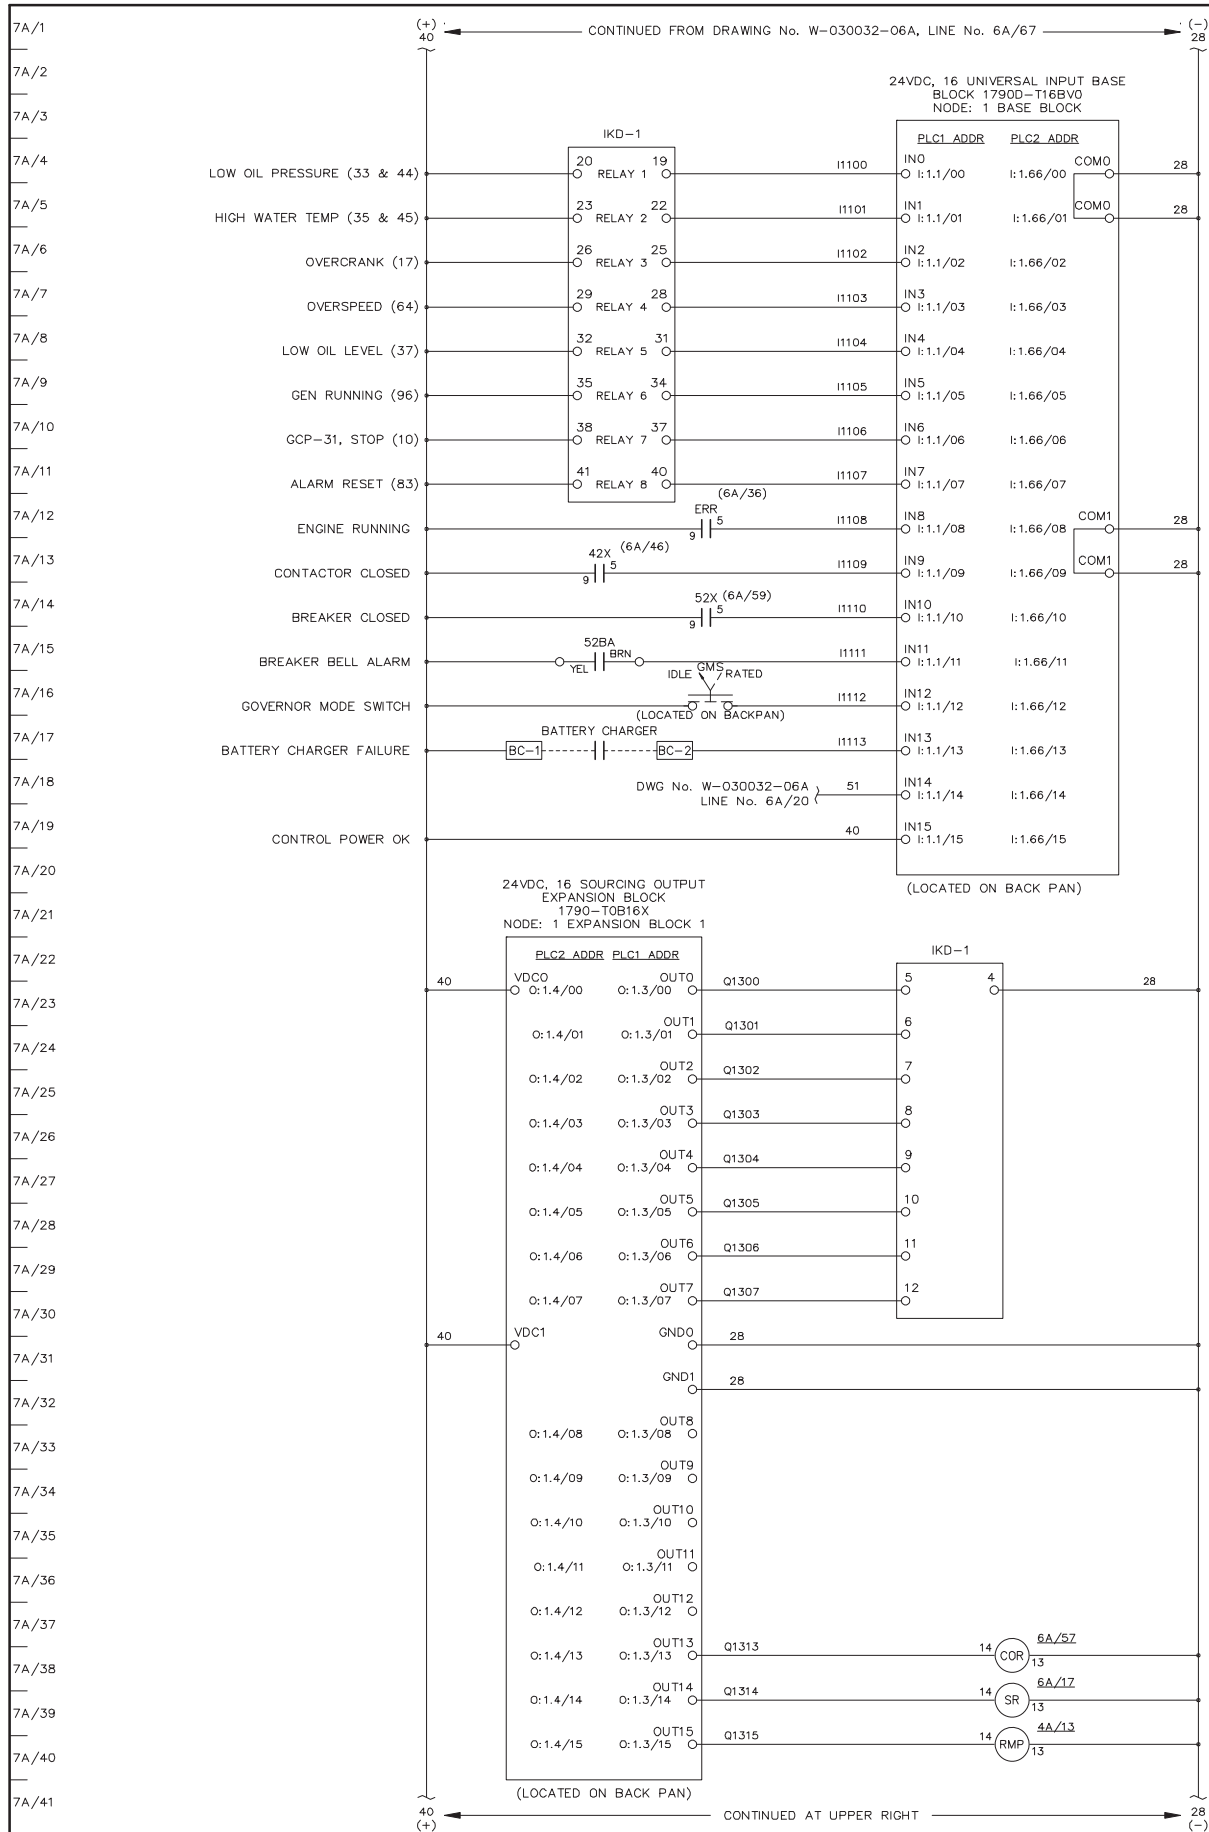 7A/1
(+)
40
CONTINUED FROM DRAWING No. W-030032-06A, LINE No. 6A/67
(-)
28
7A/2
24VDC, 16 UNIVERSAL INPUT BASE
BLOCK 1790D-T16BV0
NODE: 1 BASE BLOCK
7A/3
IKD-1
PLC1 ADDR PLC2 ADDR
7A/4
LOW OIL PRESSURE (33 & 44) 20 RELAY 1 19 I1100 IN0 I:1.1/00 I:1.66/00 COM0 28
7A/5
HIGH WATER TEMP (35 & 45) 23 RELAY 2 22 I1101 IN1 I:1.1/01 I:1.66/01 COM0 28
7A/6
OVERCRANK (17) 26 RELAY 3 25 I1102 IN2 I:1.1/02 I:1.66/02
7A/7
OVERSPEED (64) 29 RELAY 4 28 I1103 IN3 I:1.1/03 I:1.66/03
7A/8
LOW OIL LEVEL (37) 32 RELAY 5 31 I1104 IN4 I:1.1/04 I:1.66/04
7A/9
GEN RUNNING (96) 35 RELAY 6 34 I1105 IN5 I:1.1/05 I:1.66/05
7A/10
GCP-31, STOP (10) 38 RELAY 7 37 I1106 IN6 I:1.1/06 I:1.66/06
7A/11
ALARM RESET (83) 41 RELAY 8 40 I1107 IN7 I:1.1/07 I:1.66/07
7A/12
(6A/36)
ENGINE RUNNING ERR 9 5 I1108 IN8 I:1.1/08 I:1.66/08 COM1 28
7A/13
(6A/46)
CONTACTOR CLOSED 42X 9 5 I1109 IN9 I:1.1/09 I:1.66/09 COM1 28
7A/14
BREAKER CLOSED 52X (6A/59) 9 5 I1110 IN10 I:1.1/10 I:1.66/10
7A/15
BREAKER BELL ALARM YEL 52BA BRN I1111 IN11 I:1.1/11 I:1.66/11
7A/16
IDLE GMS RATED
GOVERNOR MODE SWITCH I1112 IN12 I:1.1/12 I:1.66/12
(LOCATED ON BACKPAN)
7A/17
BATTERY CHARGER
BATTERY CHARGER FAILURE BC-1 BC-2 I1113 IN13 I:1.1/13 I:1.66/13
7A/18
DWG No. W-030032-06A
LINE No. 6A/20
51 IN14 I:1.1/14 I:1.66/14
7A/19
CONTROL POWER OK 40 IN15 I:1.1/15 I:1.66/15
7A/20
(LOCATED ON BACK PAN)
24VDC, 16 SOURCING OUTPUT
EXPANSION BLOCK
1790-T0B16X
NODE: 1 EXPANSION BLOCK 1
7A/21
7A/22
PLC2 ADDR PLC1 ADDR
IKD-1
40 VDC0 O:1.4/00 O:1.3/00 OUT0 Q1300 5 4 28
7A/23
O:1.4/01 O:1.3/01 OUT1 Q1301 6
7A/24
O:1.4/02 O:1.3/02 OUT2 Q1302 7
7A/25
O:1.4/03 O:1.3/03 OUT3 Q1303 8
7A/26
O:1.4/04 O:1.3/04 OUT4 Q1304 9
7A/27
O:1.4/05 O:1.3/05 OUT5 Q1305 10
7A/28
O:1.4/06 O:1.3/06 OUT6 Q1306 11
7A/29
O:1.4/07 O:1.3/07 OUT7 Q1307 12
7A/30
40 VDC1 GND0 28
7A/31
GND1 28
7A/32
O:1.4/08 O:1.3/08 OUT8
7A/33
O:1.4/09 O:1.3/09 OUT9
7A/34
O:1.4/10 O:1.3/10 OUT10
7A/35
O:1.4/11 O:1.3/11 OUT11
7A/36
O:1.4/12 O:1.3/12 OUT12
7A/37
O:1.4/13 O:1.3/13 OUT13 Q1313 14 COR 13 6A/57
7A/38
O:1.4/14 O:1.3/14 OUT14 Q1314 14 SR 13 6A/17
7A/39
O:1.4/15 O:1.3/15 OUT15 Q1315 14 RMP 13 4A/13
7A/40
(LOCATED ON BACK PAN)
7A/41
40
(+)
CONTINUED AT UPPER RIGHT
28
(-)